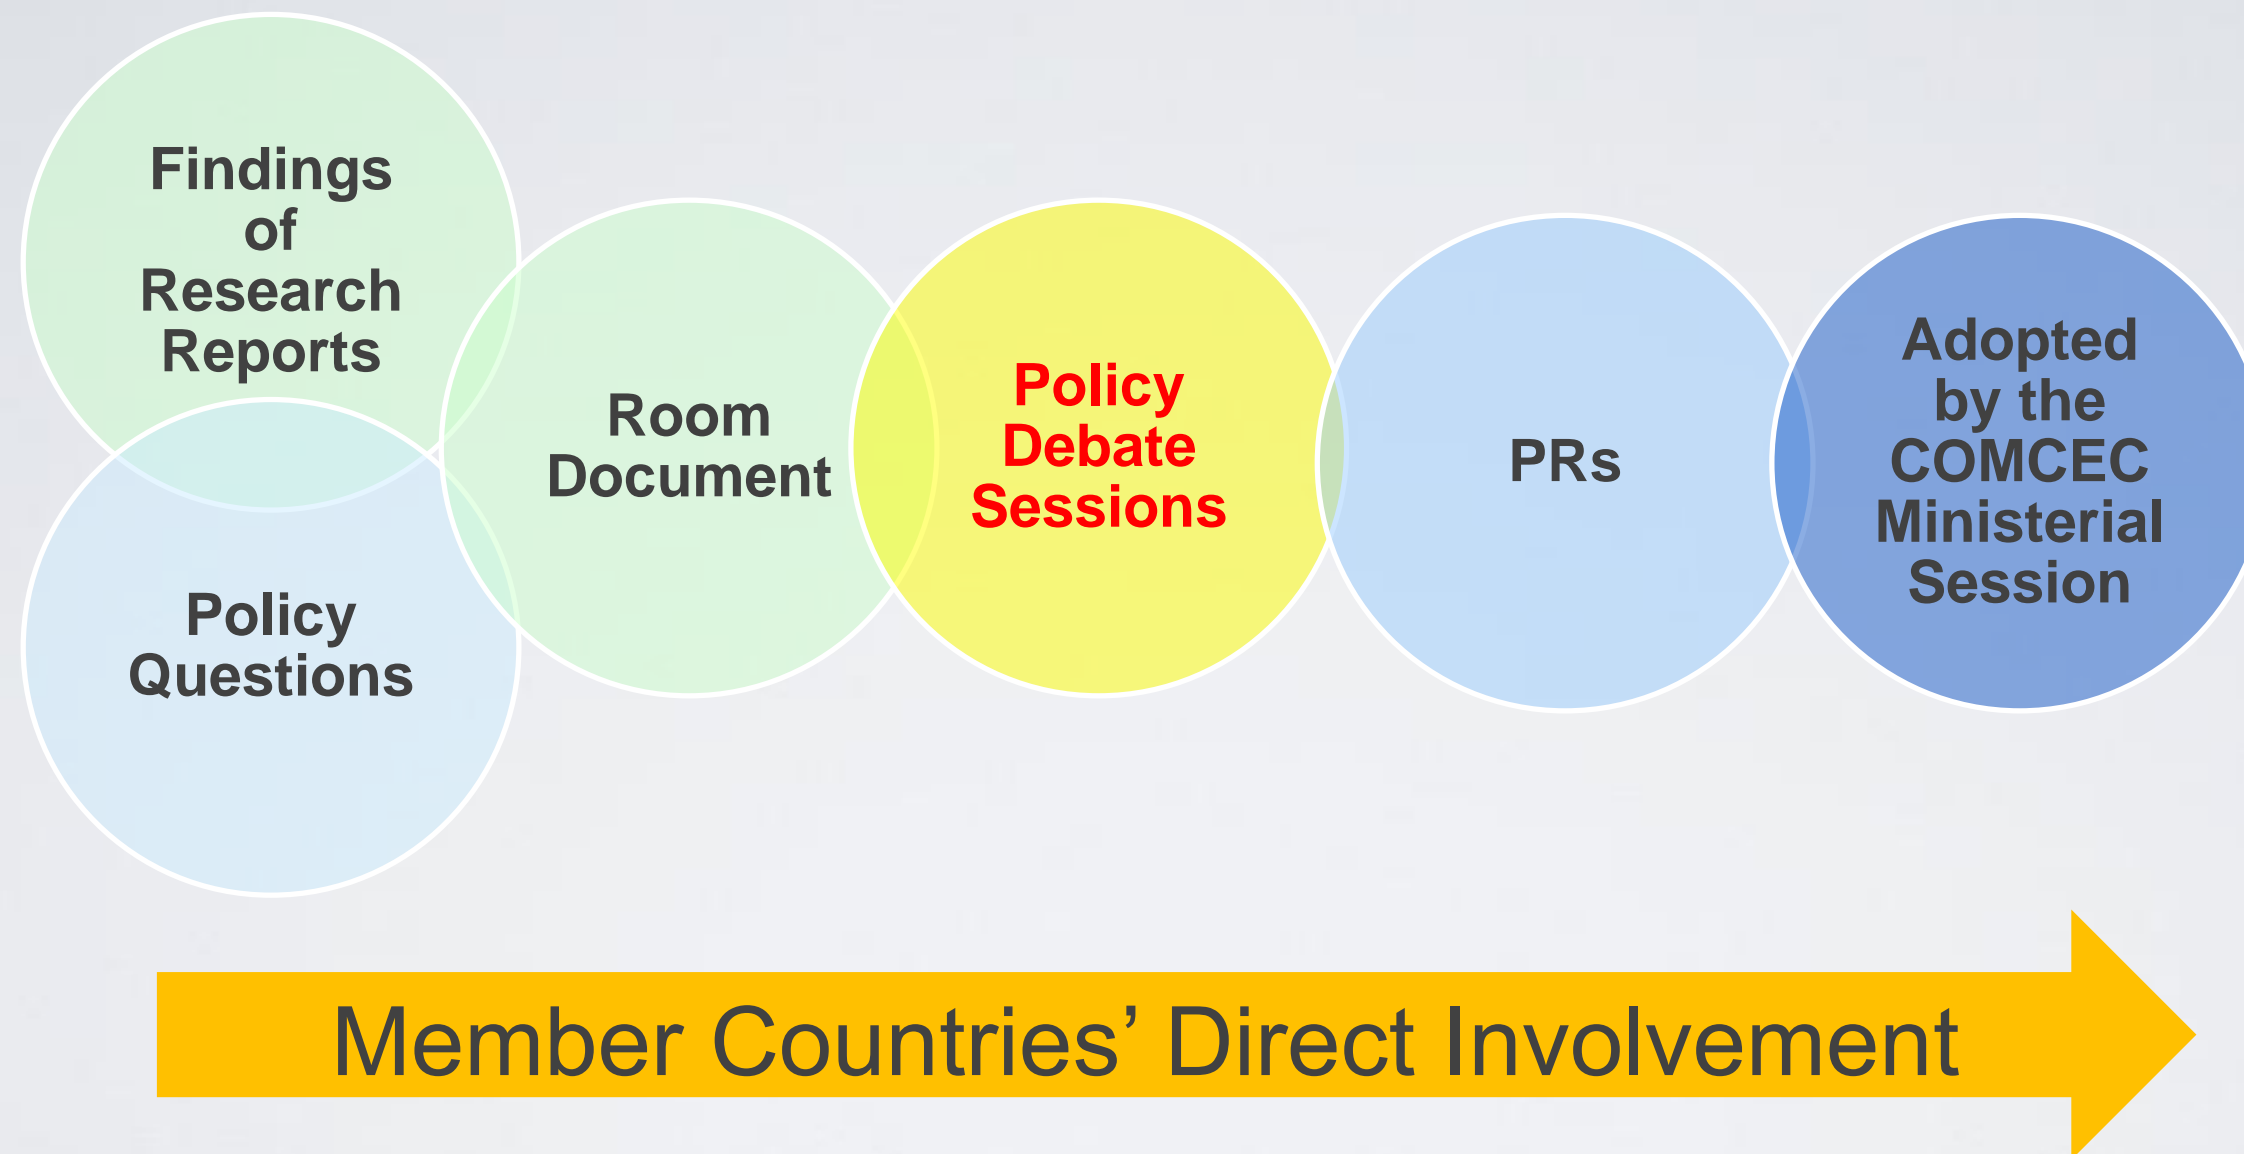 Findings
of
Research
Reports
Policy
Questions
Room
Document
Policy
Debate
Sessions
PRs
Adopted
by the
COMCEC
Ministerial
Session
Member Countries’ Direct Involvement